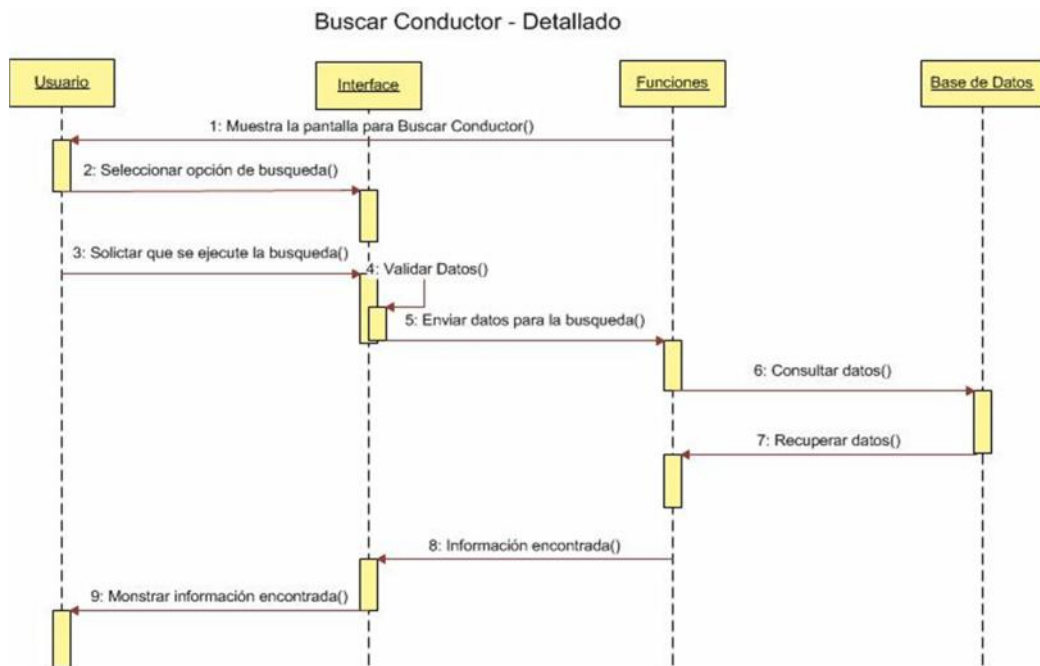 Buscar Conductor - Detallado
Usuario
Interface
Funciones
Base de Datos
1: Muestra la pantalla para Buscar Conductor()
2: Seleccionar opción de busqueda()
3: Solictar que se ejecute la busqueda()
4: Validar Datos()
5: Enviar datos para la busqueda()
6: Consultar datos()
7: Recuperar datos()
8: Información encontrada()
9: Monstrar información encontrada()